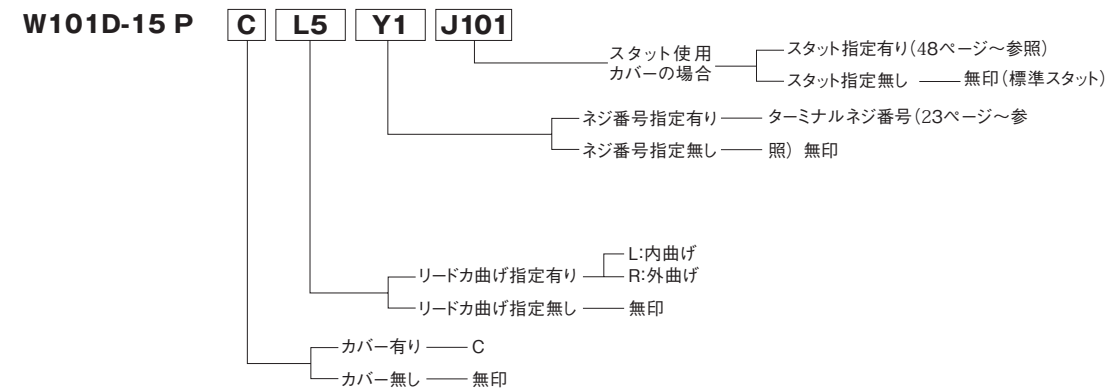 W101D-15 P C L5 Y1 J101
スタット使用
カバーの場合
スタット指定有り(48ページ～参照)
スタット指定無し 無印(標準スタット)
ネジ番号指定有り ターミナルネジ番号(23ページ～参
ネジ番号指定無し 照) 無印
リードカ曲げ指定有り
L:内曲げ
R:外曲げ
リードカ曲げ指定無し 無印
カバー有り C
カバー無し 無印